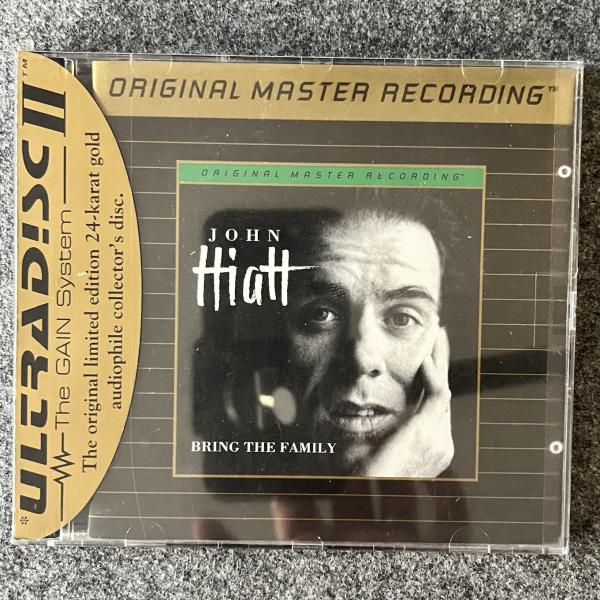 ORIGINAL MASTER RECORDING™
*ULTRADISC II™
The GAIN System
The original limited edition 24-karat gold
audiophile collector's disc.
ORIGINAL MASTER RECORDING™
JOHN
Hiatt
BRING THE FAMILY